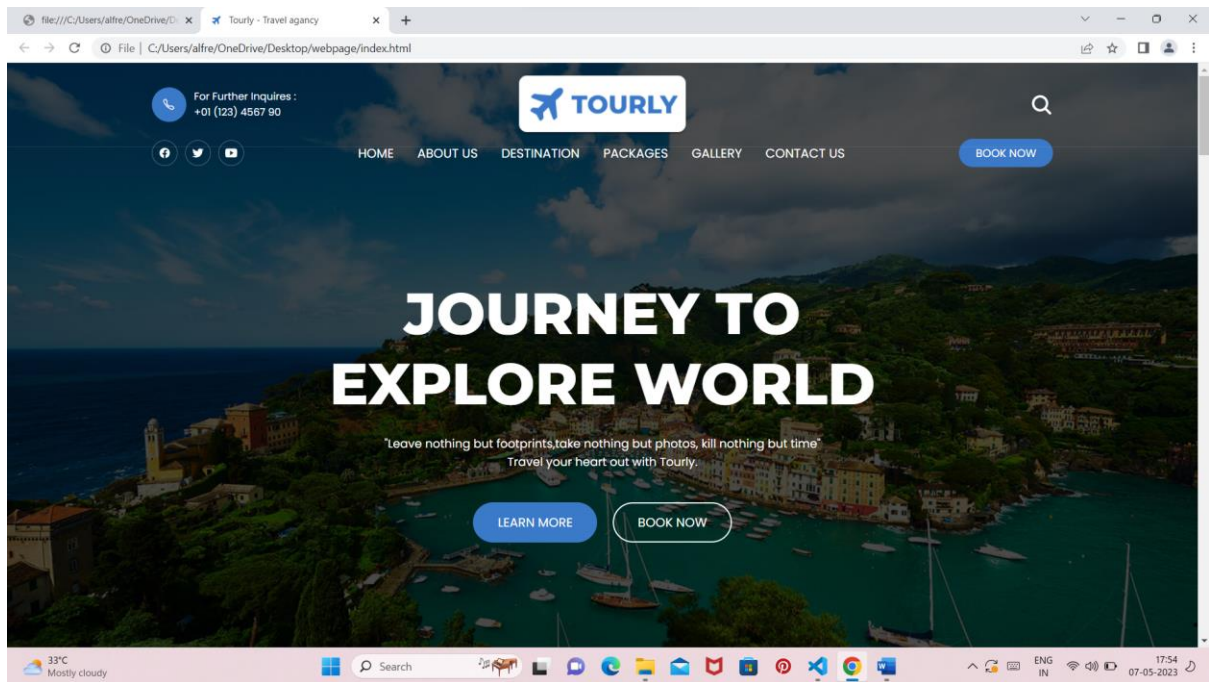 file:///C:/Users/alfre/OneDrive/D
Tourly - Travel agancy
File | C:/Users/alfre/OneDrive/Desktop/webpage/index.html
For Further Inquires :
+01 (123) 4567 90
TOURLY
HOME ABOUT US DESTINATION PACKAGES GALLERY CONTACT US
BOOK NOW
JOURNEY TO
EXPLORE WORLD
"Leave nothing but footprints,take nothing but photos, kill nothing but time"
Travel your heart out with Tourly.
LEARN MORE
BOOK NOW
33°C
Mostly cloudy
Search
ENG
IN
17:54
07-05-2023